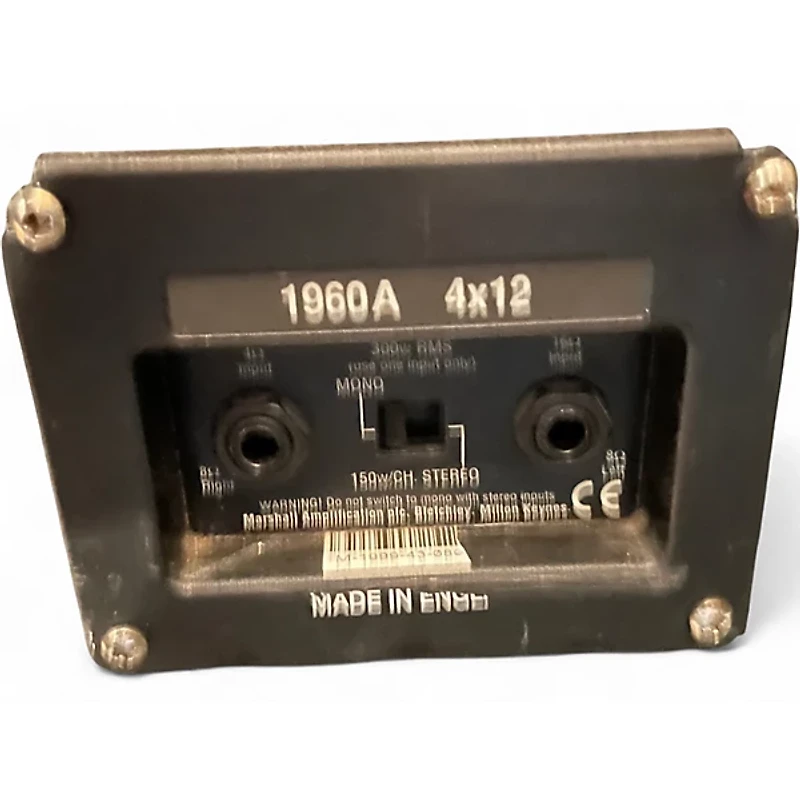 1960A 4x12
4Ω Input
300w RMS
(use one input only)
16Ω Input
MONO
150w/CH. STEREO
8Ω Right
8Ω Left
WARNING! Do not switch to mono with stereo inputs
Marshall Amplification plc. Bletchley, Milton Keynes.
CE
MADE IN